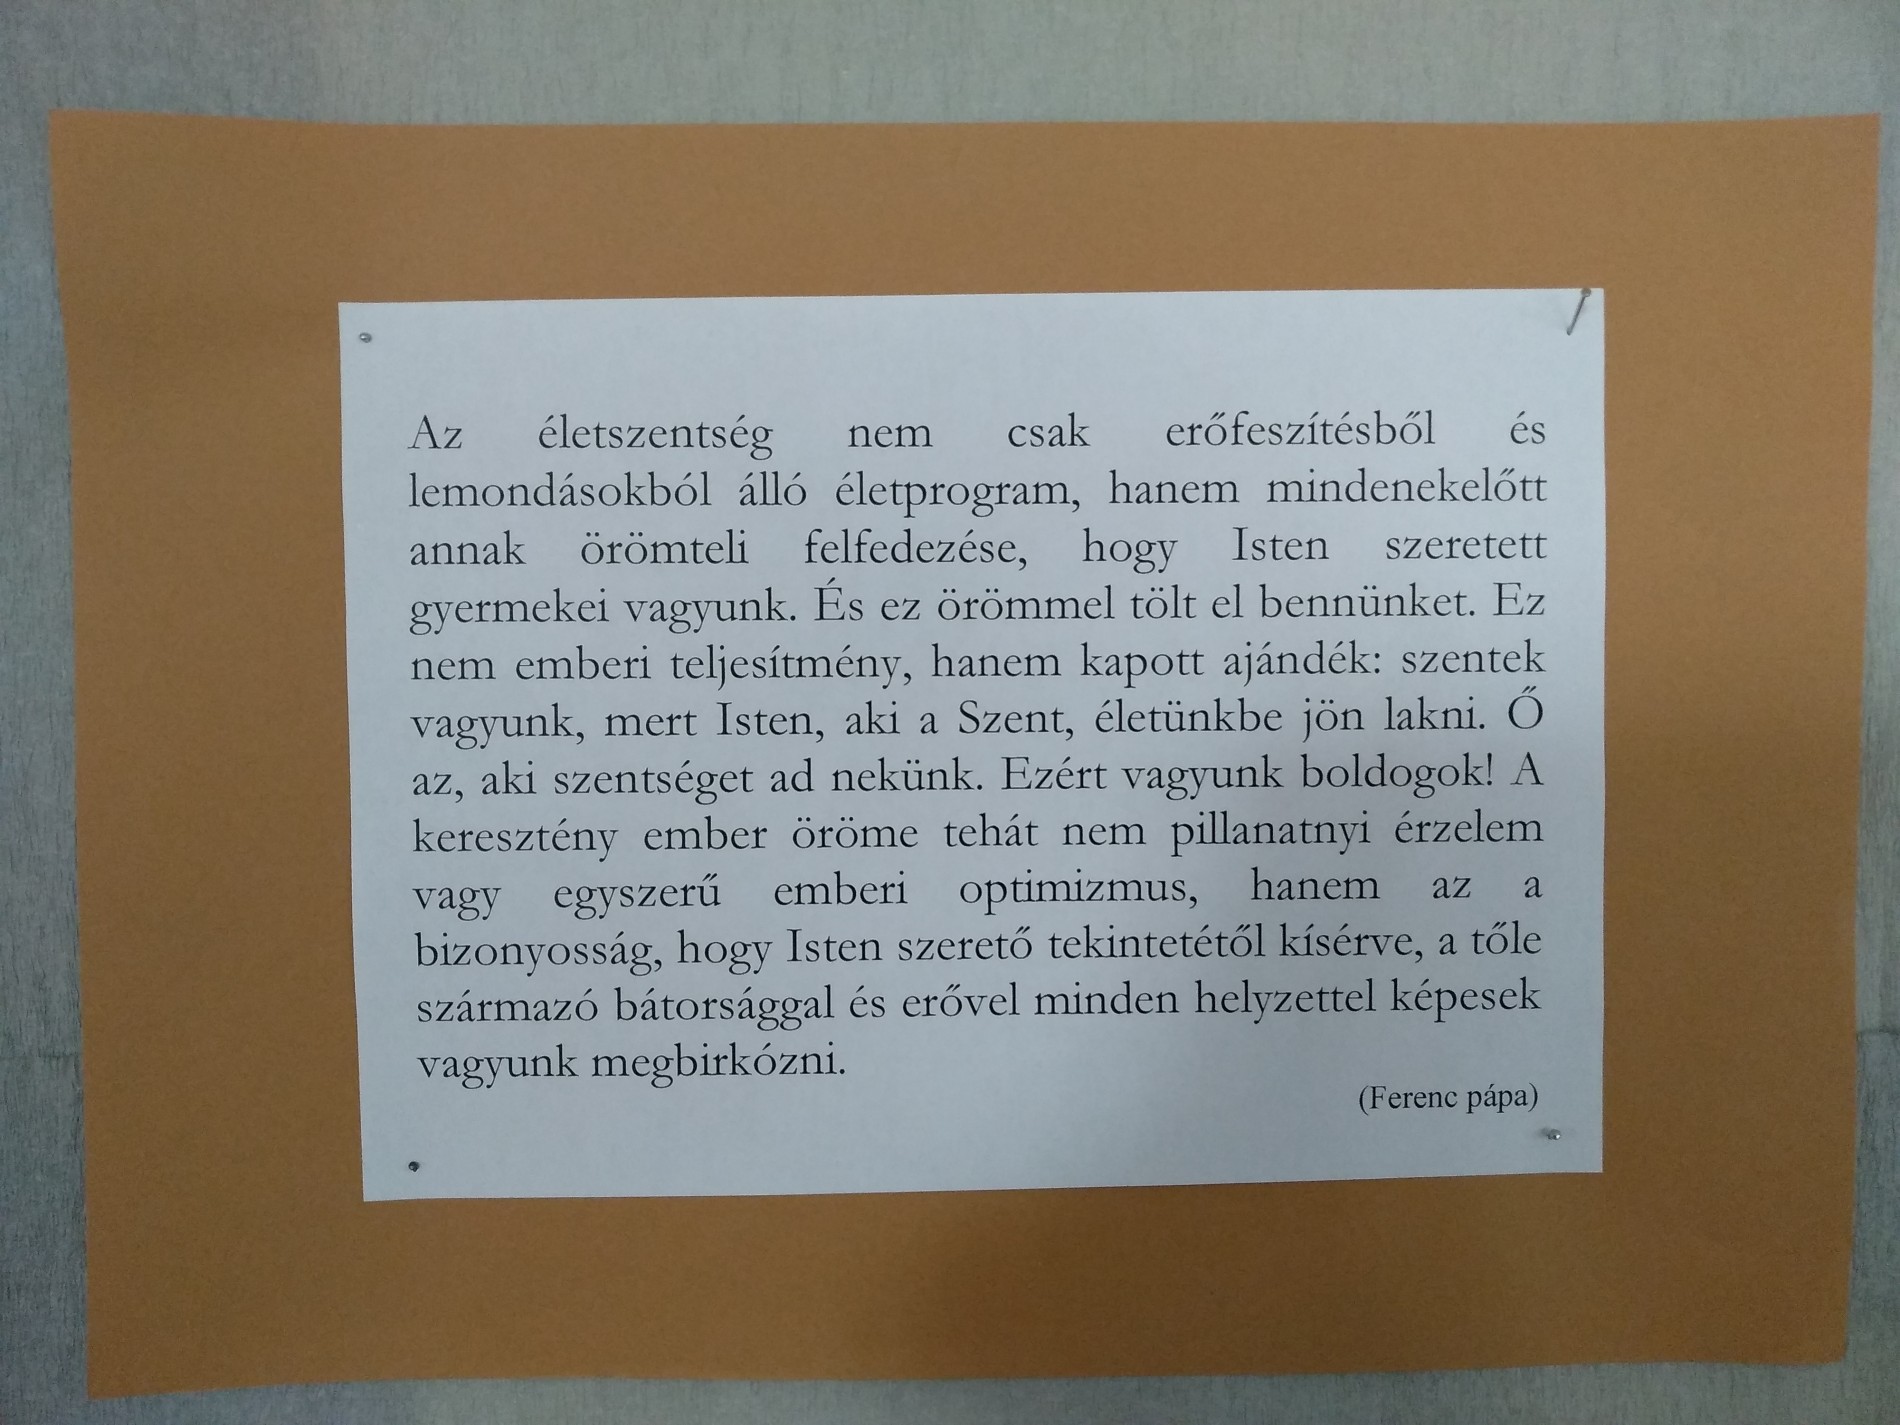 Az életszentség nem csak erőfeszítésből és
lemondásokból álló életprogram, hanem mindenekelőtt
annak örömteli felfedezése, hogy Isten szeretett
gyermekei vagyunk. És ez örömmel tölt el bennünket. Ez
nem emberi teljesítmény, hanem kapott ajándék: szentek
vagyunk, mert Isten, aki a Szent, életünkbe jön lakni. Ő
az, aki szentséget ad nekünk. Ezért vagyunk boldogok! A
keresztény ember öröme tehát nem pillanatnyi érzelem
vagy egyszerű emberi optimizmus, hanem az a
bizonyosság, hogy Isten szerető tekintetétől kísérve, a tőle
származó bátorsággal és erővel minden helyzettel képesek
vagyunk megbirkózni.
(Ferenc pápa)